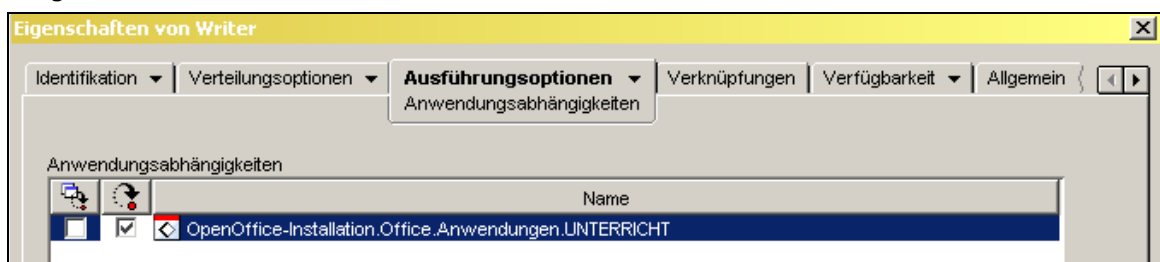 Eigenschaften von Writer
Identifikation Verteilungsoptionen Ausführungsoptionen Verknüpfungen Verfügbarkeit Allgemein
Anwendungsabhängigkeiten
Anwendungsabhängigkeiten
Name
OpenOffice-Installation.Office.Anwendungen.UNTERRICHT